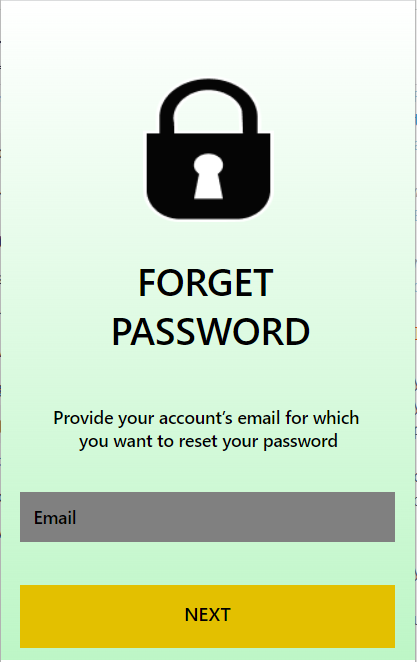 FORGET
PASSWORD
Provide your account's email for which
you want to reset your password
Email
NEXT